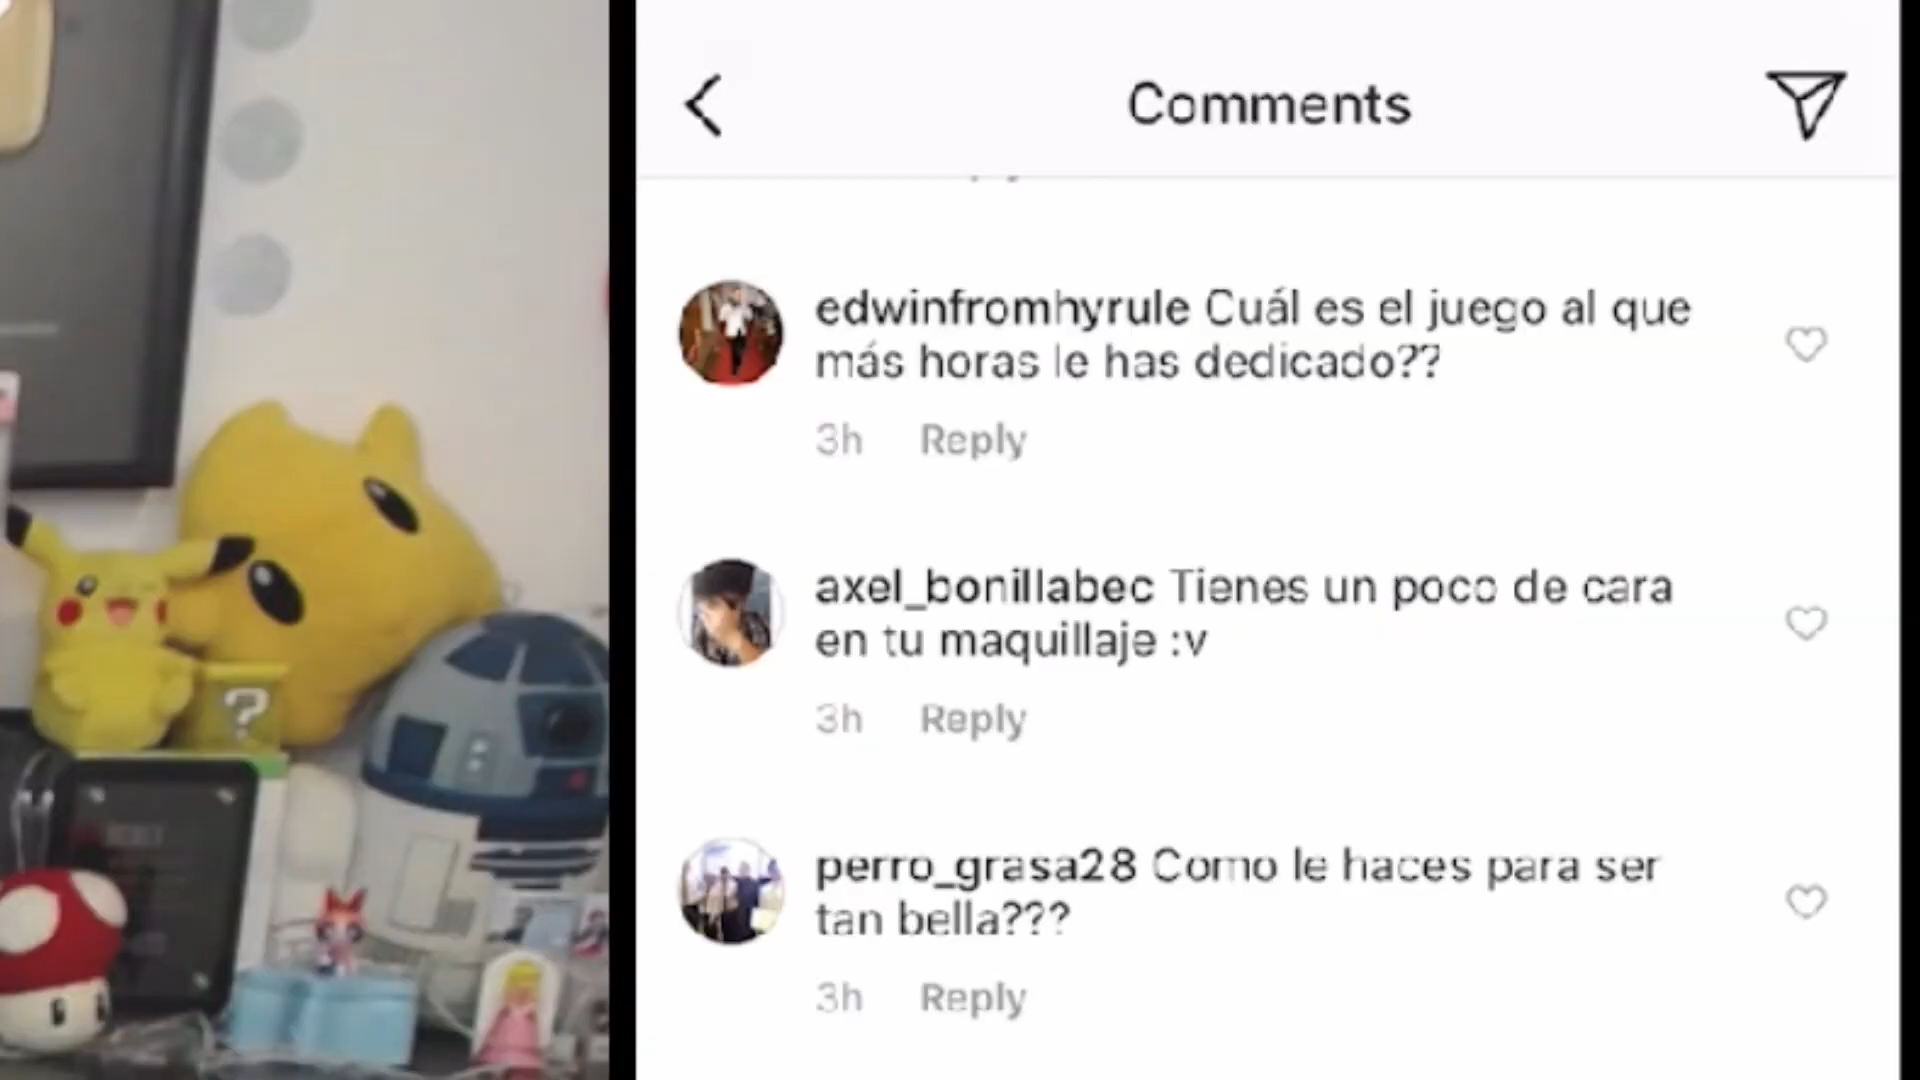 Comments
edwinfromhyrule Cuál es el juego al que
más horas le has dedicado??
3h Reply
axel_bonillabec Tienes un poco de cara
en tu maquillaje :v
3h Reply
perro_grasa28 Como le haces para ser
tan bella???
3h Reply
?